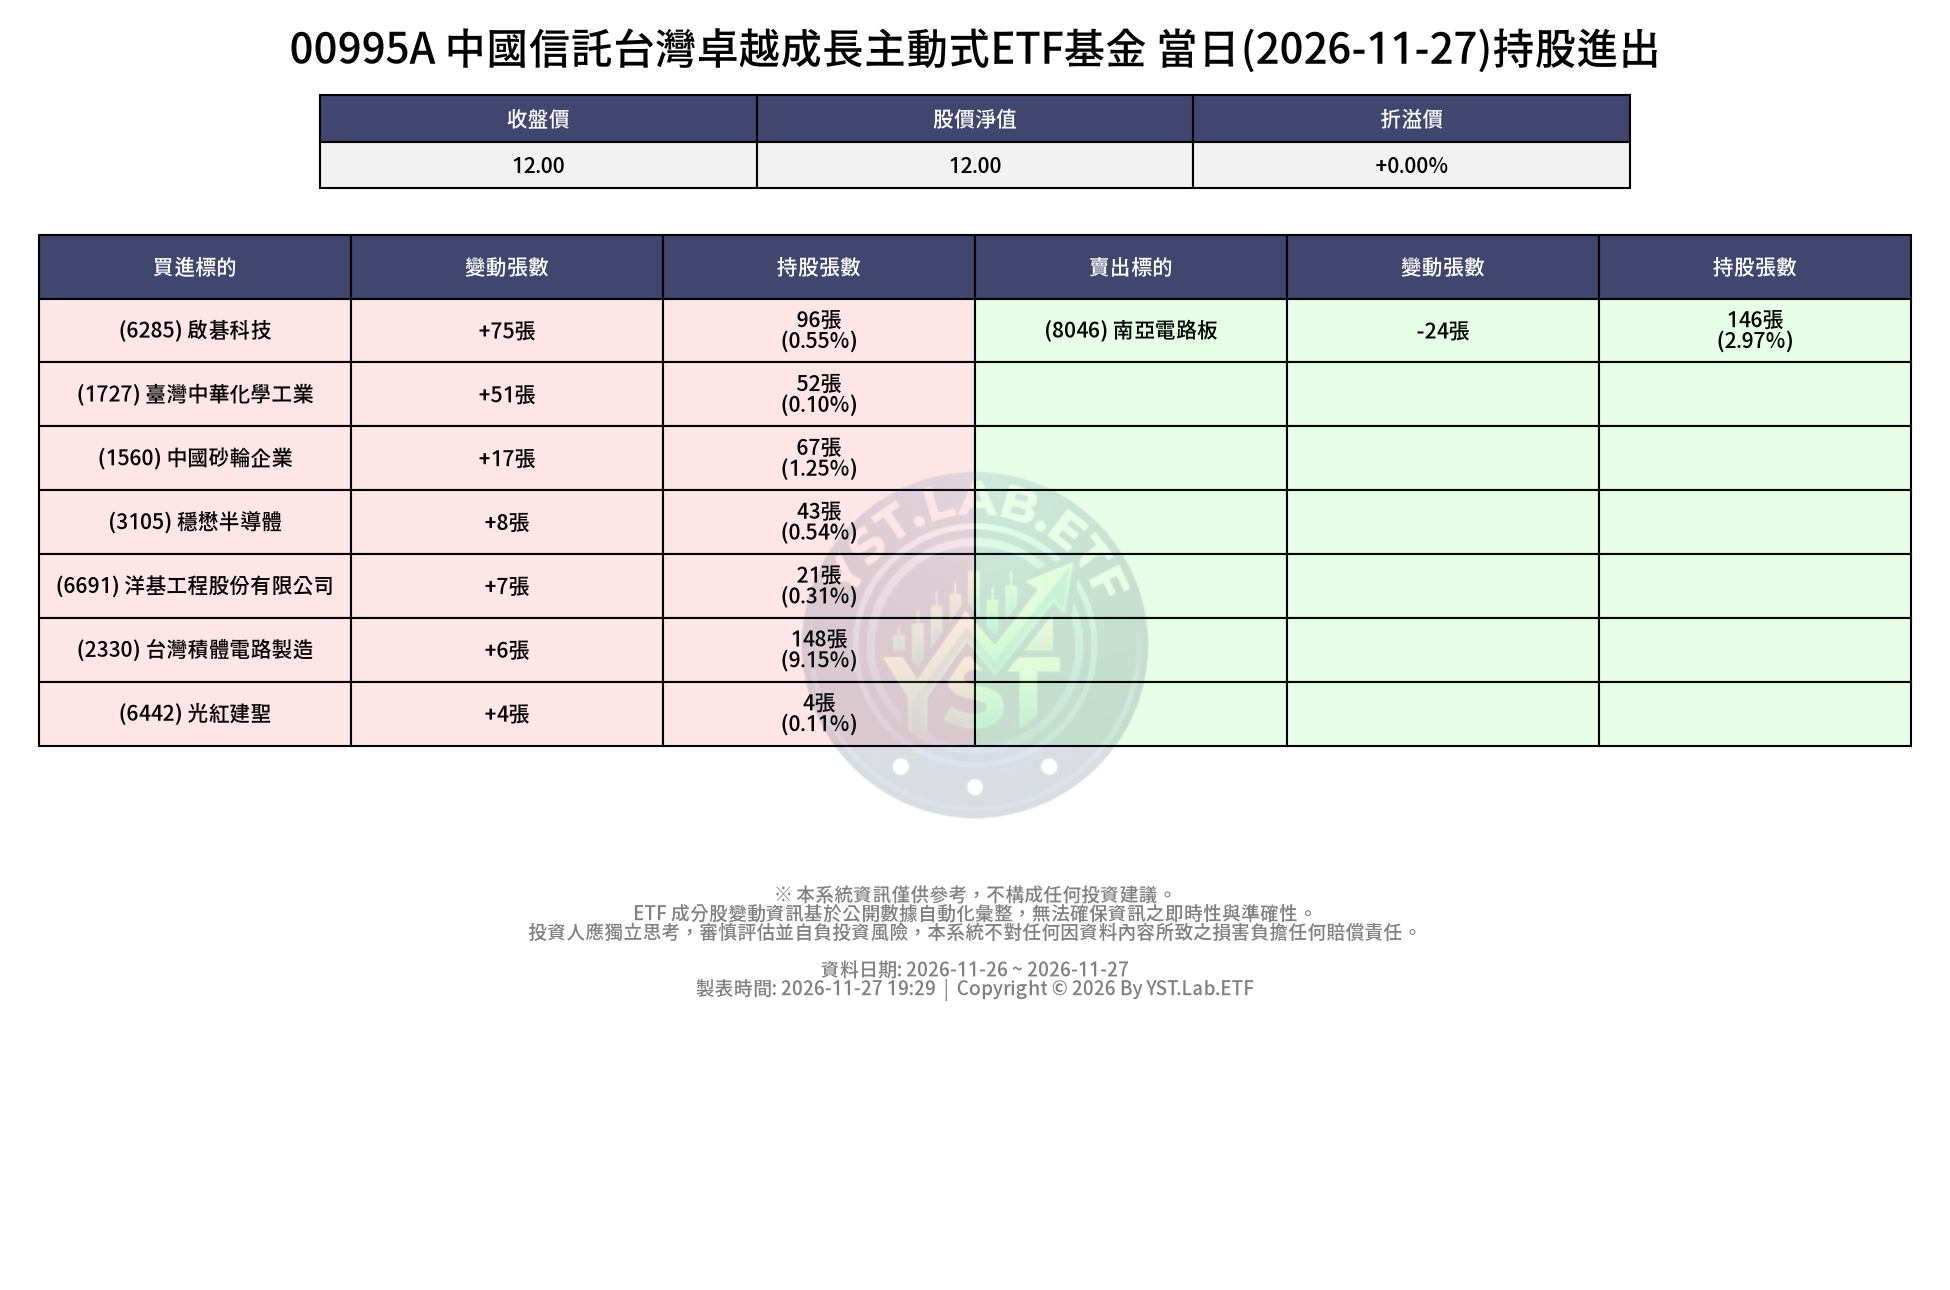 00995A 中國信託台灣卓越成長主動式ETF基金 當日(2026-11-27)持股進出
收盤價 股價淨值 折溢價
12.00 12.00 +0.00%
買進標的 變動張數 持股張數 賣出標的 變動張數 持股張數
(6285) 啟碁科技 +75張 96張 (0.55%) (8046) 南亞電路板 -24張 146張 (2.97%)
(1727) 臺灣中華化學工業 +51張 52張 (0.10%)
(1560) 中國砂輪企業 +17張 67張 (1.25%)
(3105) 穩懋半導體 +8張 43張 (0.54%)
(6691) 洋基工程股份有限公司 +7張 21張 (0.31%)
(2330) 台灣積體電路製造 +6張 148張 (9.15%)
(6442) 光紅建聖 +4張 4張 (0.11%)
YST.LAB.ETF
YST
※ 本系統資訊僅供參考，不構成任何投資建議。
ETF 成分股變動資訊基於公開數據自動化彙整，無法確保資訊之即時性與準確性。
投資人應獨立思考，審慎評估並自負投資風險，本系統不對任何因資料內容所致之損害負擔任何賠償責任。
資料日期: 2026-11-26 ~ 2026-11-27
製表時間: 2026-11-27 19:29 | Copyright © 2026 By YST.Lab.ETF